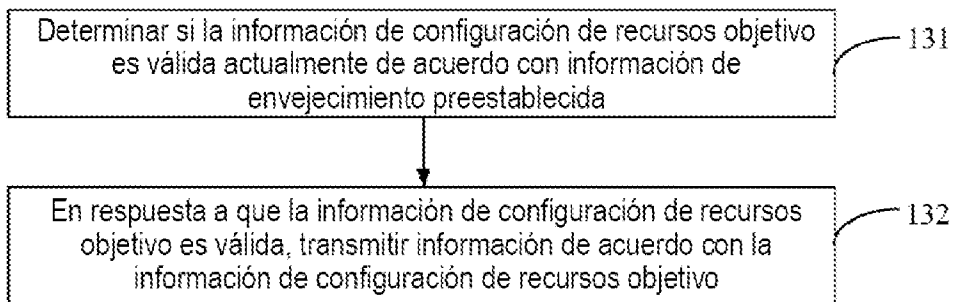 Determinar si la información de configuración de recursos objetivo
es válida actualmente de acuerdo con información de
envejecimiento preestablecida
131
En respuesta a que la información de configuración de recursos
objetivo es válida, transmitir información de acuerdo con la
información de configuración de recursos objetivo
132